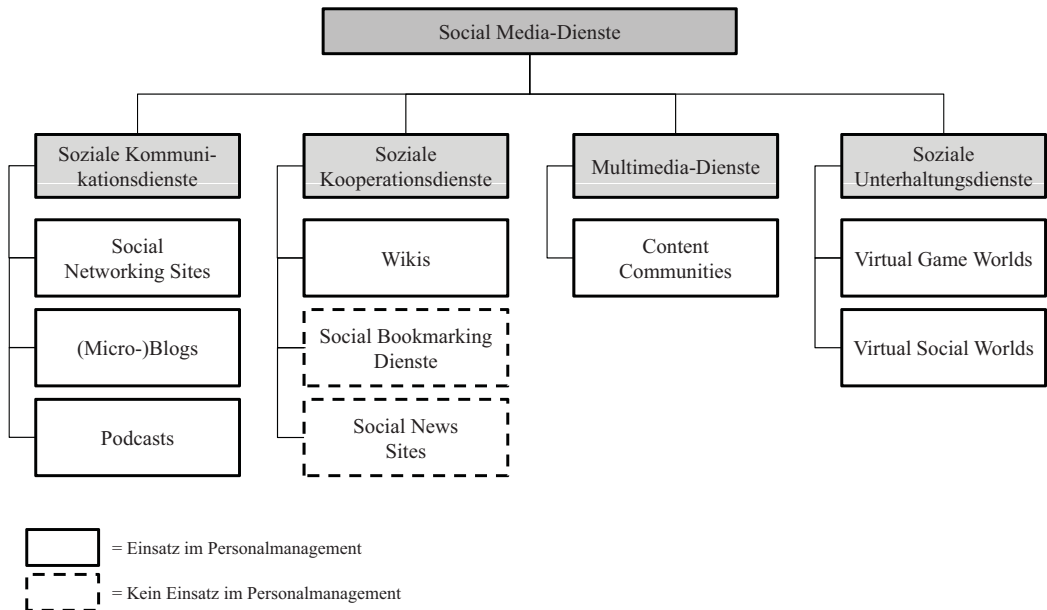 Social Media-Dienste
Soziale Kommuni-
kationsdienste
Social
Networking Sites
(Micro-)Blogs
Podcasts
Soziale
Kooperationsdienste
Wikis
Social Bookmarking
Dienste
Social News
Sites
Multimedia-Dienste
Content
Communities
Soziale
Unterhaltungsdienste
Virtual Game Worlds
Virtual Social Worlds
= Einsatz im Personalmanagement
= Kein Einsatz im Personalmanagement